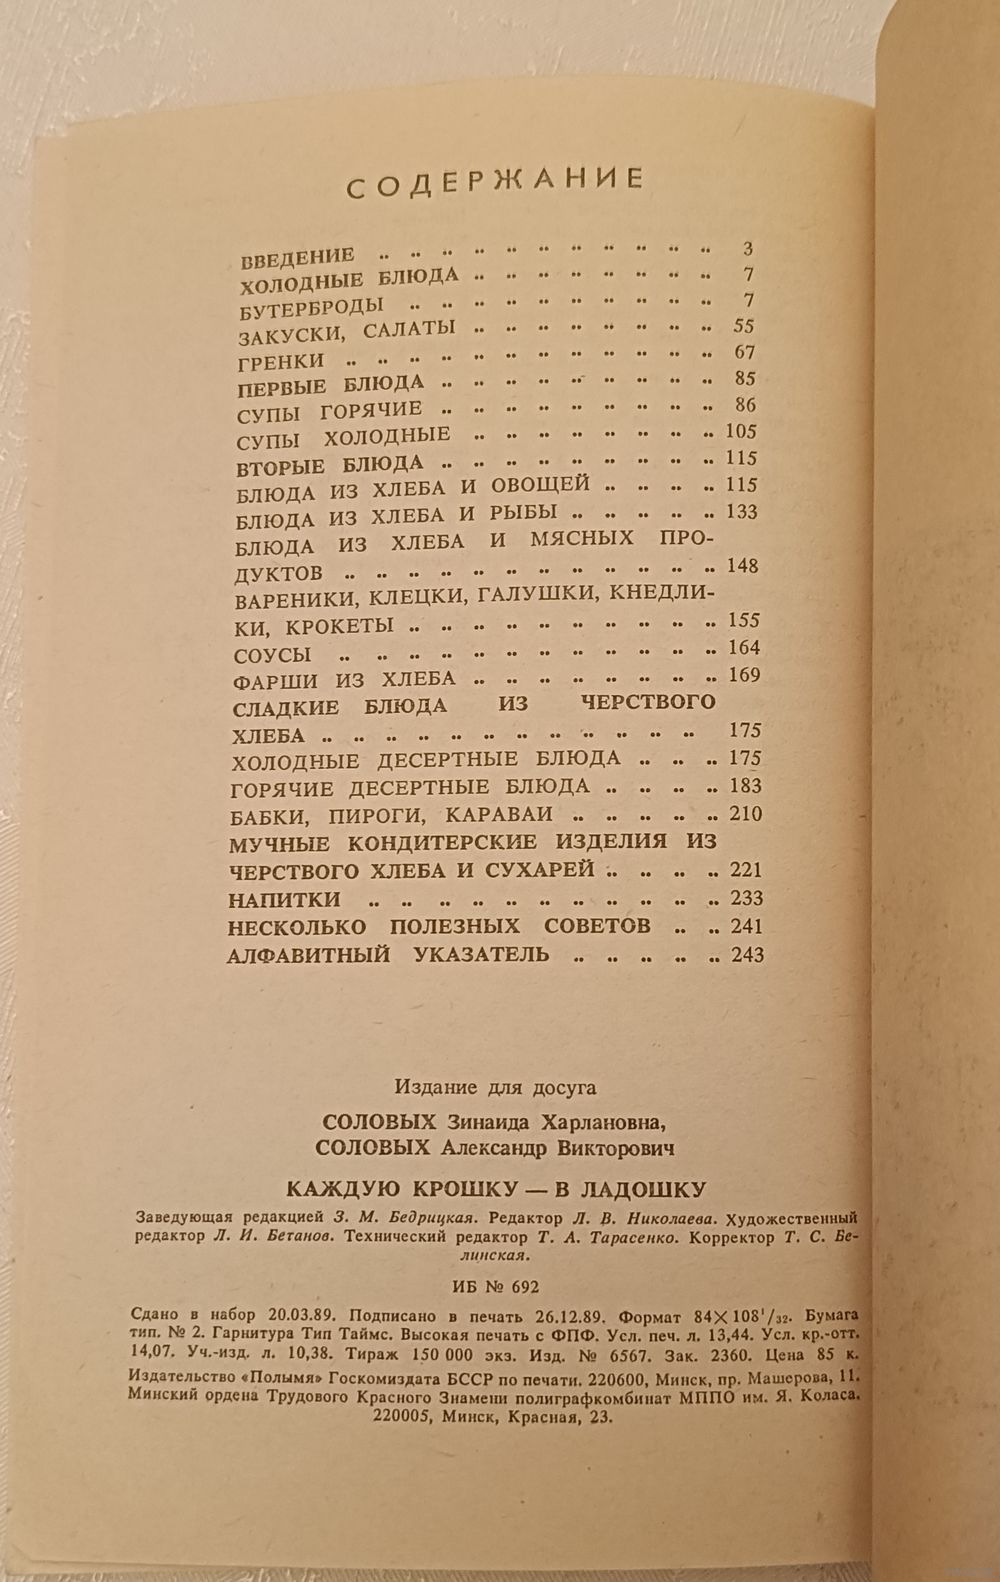 СОДЕРЖАНИЕ
ВВЕДЕНИЕ .. .. .. .. .. .. .. .. .. .. .. 3
ХОЛОДНЫЕ БЛЮДА .. .. .. .. .. .. .. .. 7
БУТЕРБРОДЫ .. .. .. .. .. .. .. .. .. .. 7
ЗАКУСКИ, САЛАТЫ .. .. .. .. .. .. .. .. 55
ГРЕНКИ .. .. .. .. .. .. .. .. .. .. .. .. 67
ПЕРВЫЕ БЛЮДА .. .. .. .. .. .. .. .. .. 85
СУПЫ ГОРЯЧИЕ .. .. .. .. .. .. .. .. .. 86
СУПЫ ХОЛОДНЫЕ .. .. .. .. .. .. .. .. 105
ВТОРЫЕ БЛЮДА .. .. .. .. .. .. .. .. .. 115
БЛЮДА ИЗ ХЛЕБА И ОВОЩЕЙ .. .. .. .. 115
БЛЮДА ИЗ ХЛЕБА И РЫБЫ .. .. .. .. .. 133
БЛЮДА ИЗ ХЛЕБА И МЯСНЫХ ПРО-
ДУКТОВ .. .. .. .. .. .. .. .. .. .. .. .. 148
ВАРЕНИКИ, КЛЕЦКИ, ГАЛУШКИ, КНЕДЛИ-
КИ, КРОКЕТЫ .. .. .. .. .. .. .. .. .. .. 155
СОУСЫ .. .. .. .. .. .. .. .. .. .. .. .. 164
ФАРШИ ИЗ ХЛЕБА .. .. .. .. .. .. .. .. 169
СЛАДКИЕ БЛЮДА ИЗ ЧЕРСТВОГО
ХЛЕБА .. .. .. .. .. .. .. .. .. .. .. .. 175
ХОЛОДНЫЕ ДЕСЕРТНЫЕ БЛЮДА .. .. .. 175
ГОРЯЧИЕ ДЕСЕРТНЫЕ БЛЮДА .. .. .. .. 183
БАБКИ, ПИРОГИ, КАРАВАИ .. .. .. .. .. 210
МУЧНЫЕ КОНДИТЕРСКИЕ ИЗДЕЛИЯ ИЗ
ЧЕРСТВОГО ХЛЕБА И СУХАРЕЙ .. .. .. .. 221
НАПИТКИ .. .. .. .. .. .. .. .. .. .. .. 233
НЕСКОЛЬКО ПОЛЕЗНЫХ СОВЕТОВ .. .. 241
АЛФАВИТНЫЙ УКАЗАТЕЛЬ .. .. .. .. .. 243
Издание для досуга
СОЛОВЫХ Зинаида Харлановна,
СОЛОВЫХ Александр Викторович
КАЖДУЮ КРОШКУ — В ЛАДОШКУ
Заведующая редакцией З. М. Бедрицкая. Редактор Л. В. Николаева. Художественный
редактор Л. И. Бетанов. Технический редактор Т. А. Тарасенко. Корректор Т. С. Бе-
линская.
ИБ № 692
Сдано в набор 20.03.89. Подписано в печать 26.12.89. Формат 84×108¹/₃₂. Бумага
тип. № 2. Гарнитура Тип Таймс. Высокая печать с ФПФ. Усл. печ. л. 13,44. Усл. кр.-отт.
14,07. Уч.-изд. л. 10,38. Тираж 150 000 экз. Изд. № 6567. Зак. 2360. Цена 85 к.
Издательство «Полымя» Госкомиздата БССР по печати. 220600, Минск, пр. Машерова, 11.
Минский ордена Трудового Красного Знамени полиграфкомбинат МППО им. Я. Коласа.
220005, Минск, Красная, 23.